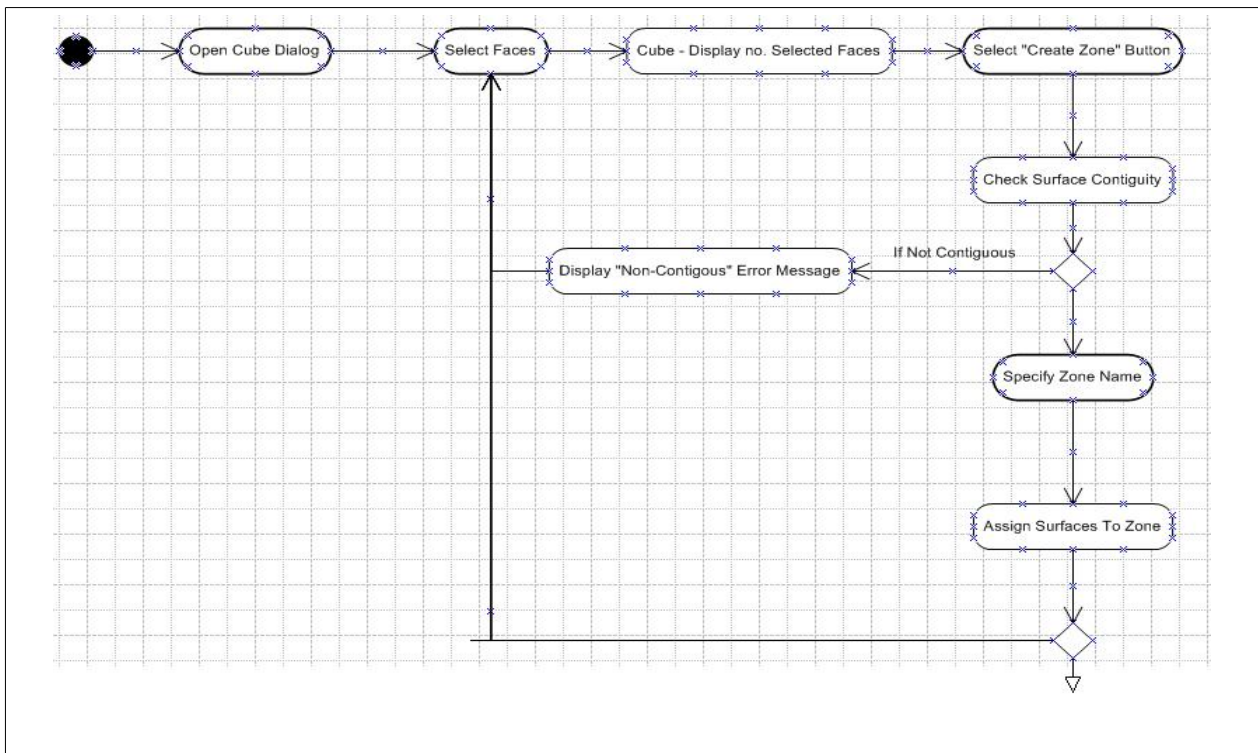 Open Cube Dialog
Select Faces
Cube - Display no. Selected Faces
Select "Create Zone" Button
Check Surface Contiguity
If Not Contiguous
Display "Non-Contigous" Error Message
Specify Zone Name
Assign Surfaces To Zone